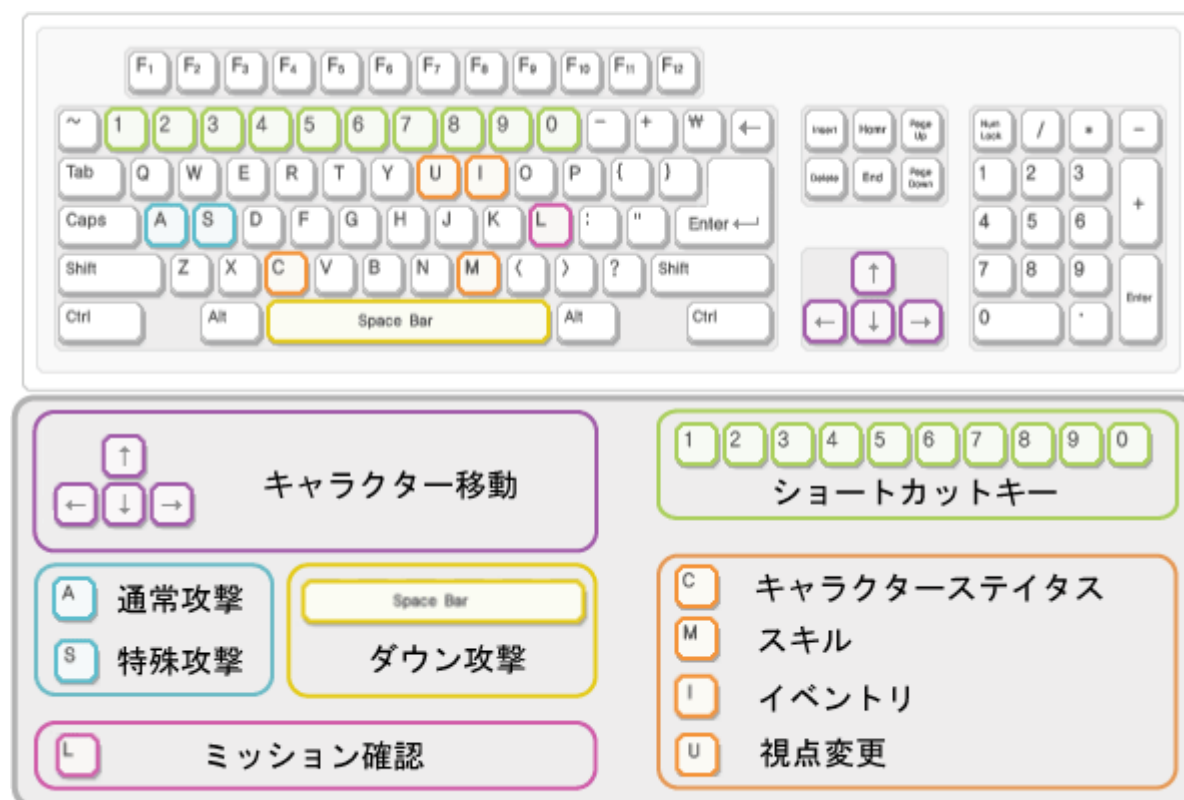 F1 F2 F3 F4 F5 F6 F7 F8 F9 F10 F11 F12
~ 1 2 3 4 5 6 7 8 9 0 - + ₩ ← Insert Homr Page Up Num Lock / * -
Tab Q W E R T Y U I O P { } Delete End Page Down 1 2 3 +
Caps A S D F G H J K L : " Enter 4 5 6
Shift Z X C V B N M < > ? Shift ↑ 7 8 9 Enter
Ctrl Alt Space Bar Alt Ctrl ← ↓ → 0 .
↑
← ↓ →
キャラクター移動
1 2 3 4 5 6 7 8 9 0
ショートカットキー
A 通常攻撃
S 特殊攻撃
Space Bar
ダウン攻撃
L ミッション確認
C キャラクターステイタス
M スキル
I イベントリ
U 視点変更